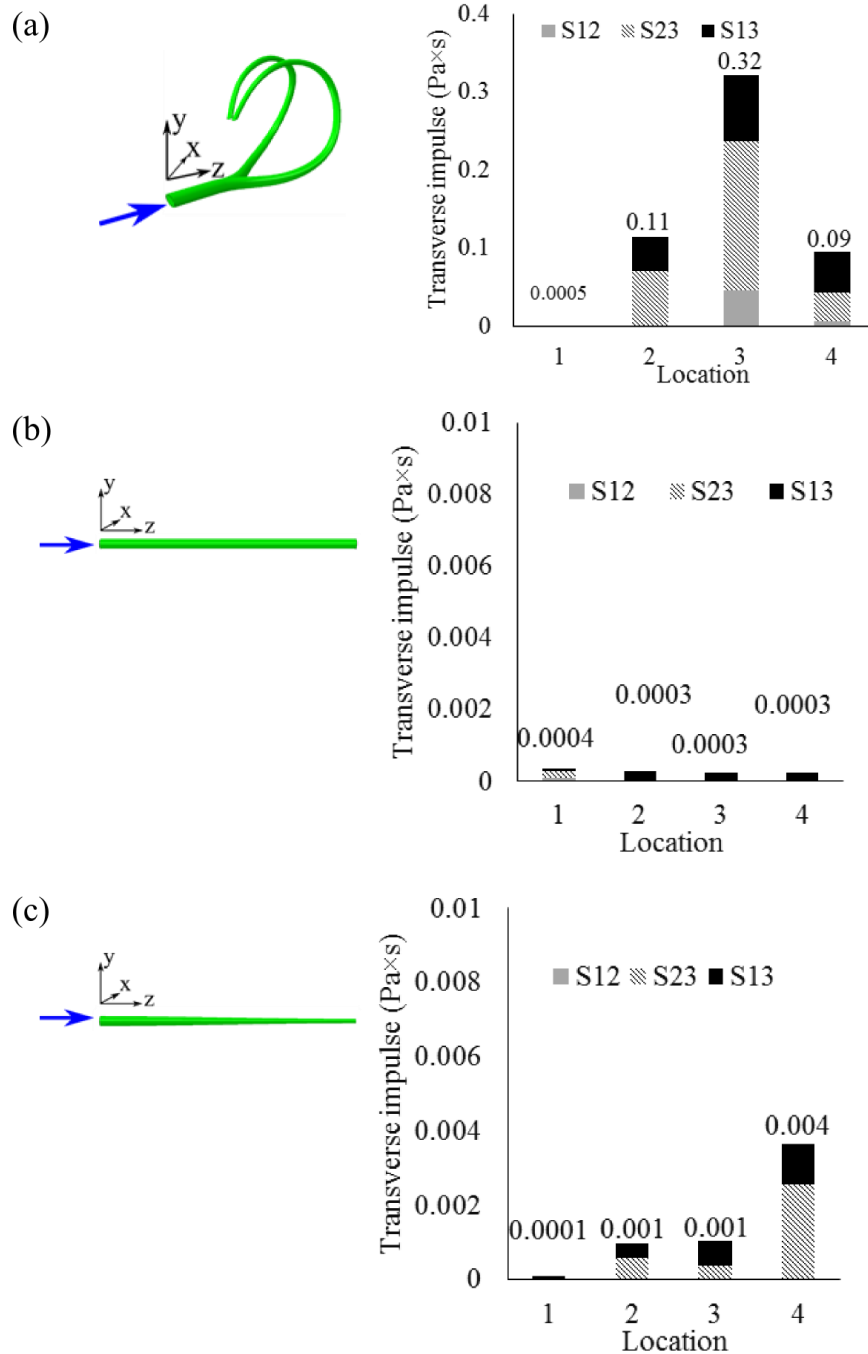 (a)
y
x
z
Transverse impulse (Pa×s)
S12 S23 S13
0.4
0.3
0.2
0.1
0
0.0005
0.11
0.32
0.09
1 2 3 4
Location
(b)
y
x
z
Transverse impulse (Pa×s)
S12 S23 S13
0.01
0.008
0.006
0.004
0.002
0
0.0004
0.0003
0.0003
0.0003
1 2 3 4
Location
(c)
y
x
z
Transverse impulse (Pa×s)
S12 S23 S13
0.01
0.008
0.006
0.004
0.002
0
0.0001
0.001
0.001
0.004
1 2 3 4
Location